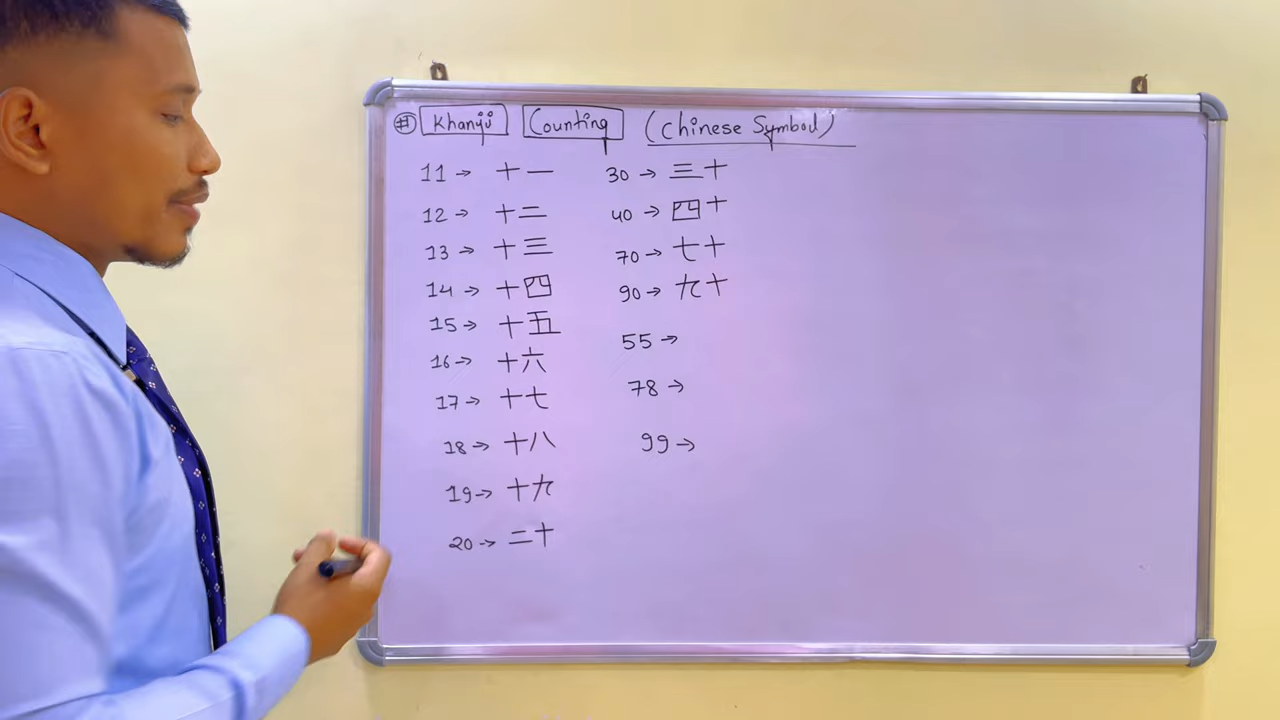 # Khanji Counting (Chinese Symbol)
11 → 十一
12 → 十二
13 → 十三
14 → 十四
15 → 十五
16 → 十六
17 → 十七
18 → 十八
19 → 十九
20 → 二十
30 → 三十
40 → 四十
70 → 七十
90 → 九十
55 →
78 →
99 →